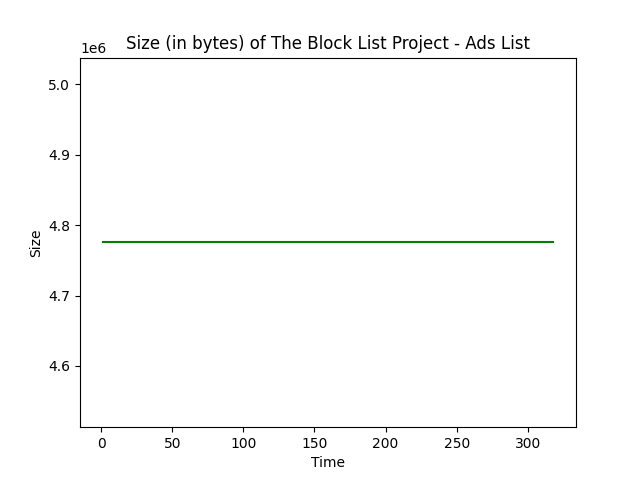 Size (in bytes) of The Block List Project - Ads List
1e6
5.0
4.9
4.8
4.7
4.6
Size
0 50 100 150 200 250 300
Time